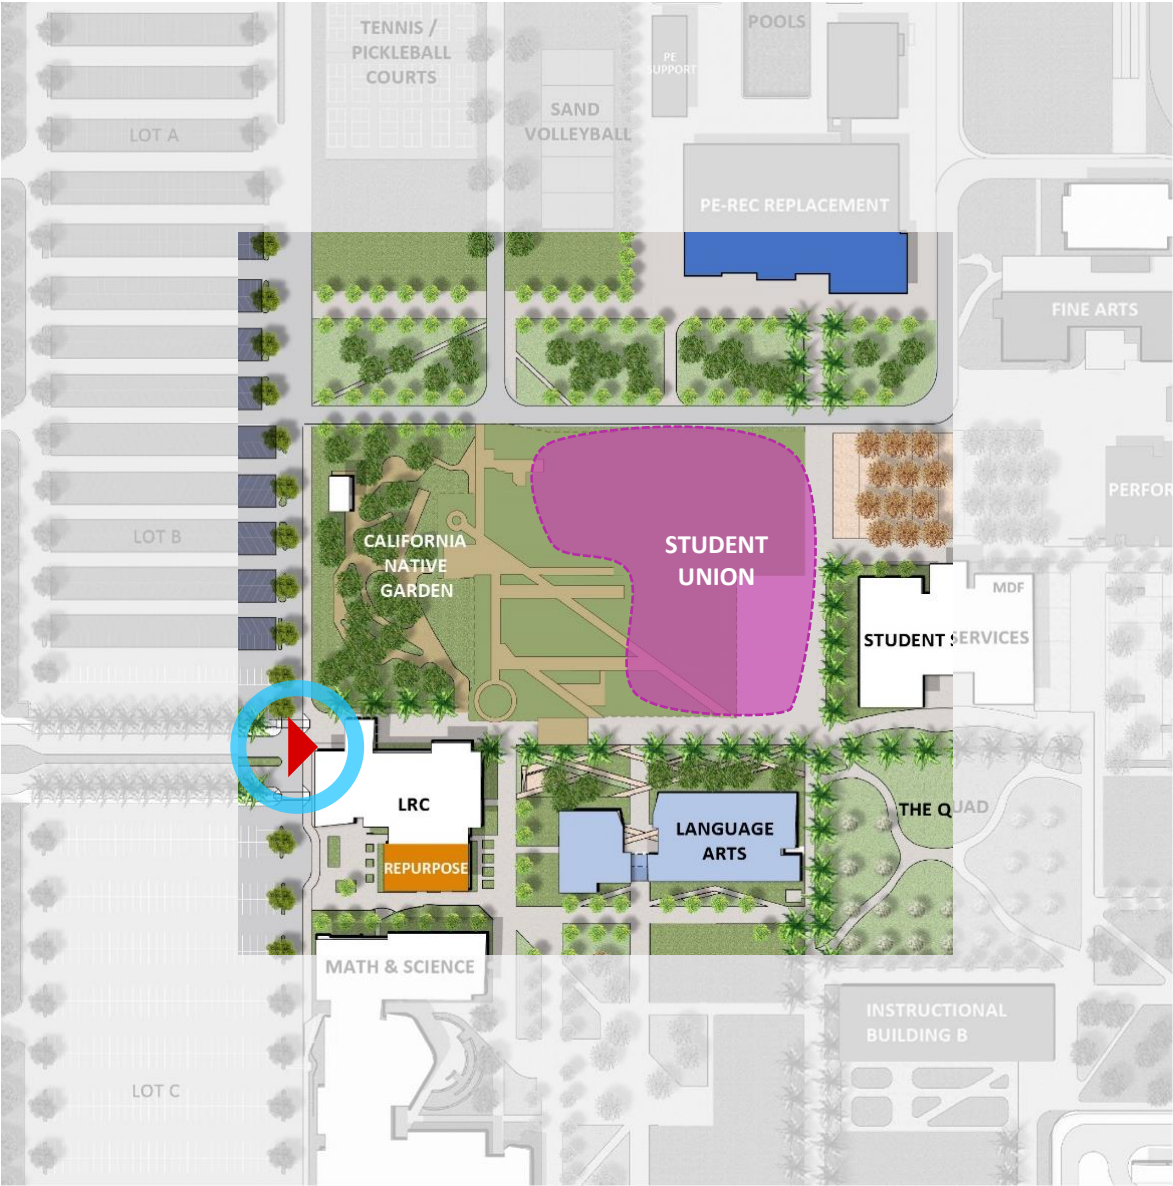 TENNIS /
PICKLEBALL
COURTS
POOLS
PE
SUPPORT
SAND
VOLLEYBALL
LOT A
PE-REC REPLACEMENT
FINE ARTS
PERFOR
LOT B
CALIFORNIA
NATIVE
GARDEN
STUDENT
UNION
MDF
STUDENT SERVICES
LRC
THE QUAD
LANGUAGE
ARTS
REPURPOSE
MATH & SCIENCE
INSTRUCTIONAL
BUILDING B
LOT C